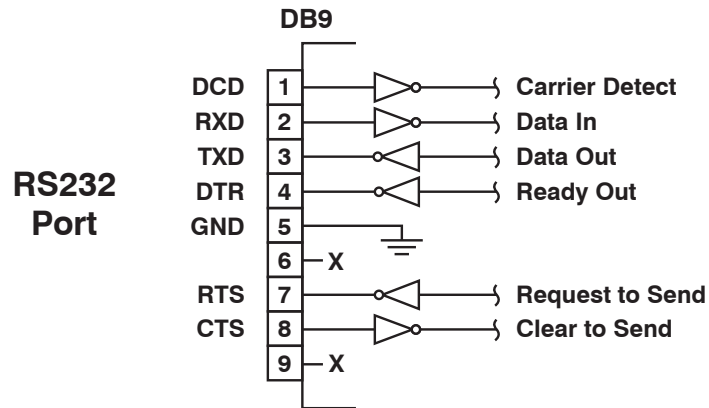 DB9
RS232
Port
DCD 1 Carrier Detect
RXD 2 Data In
TXD 3 Data Out
DTR 4 Ready Out
GND 5
6 X
RTS 7 Request to Send
CTS 8 Clear to Send
9 X